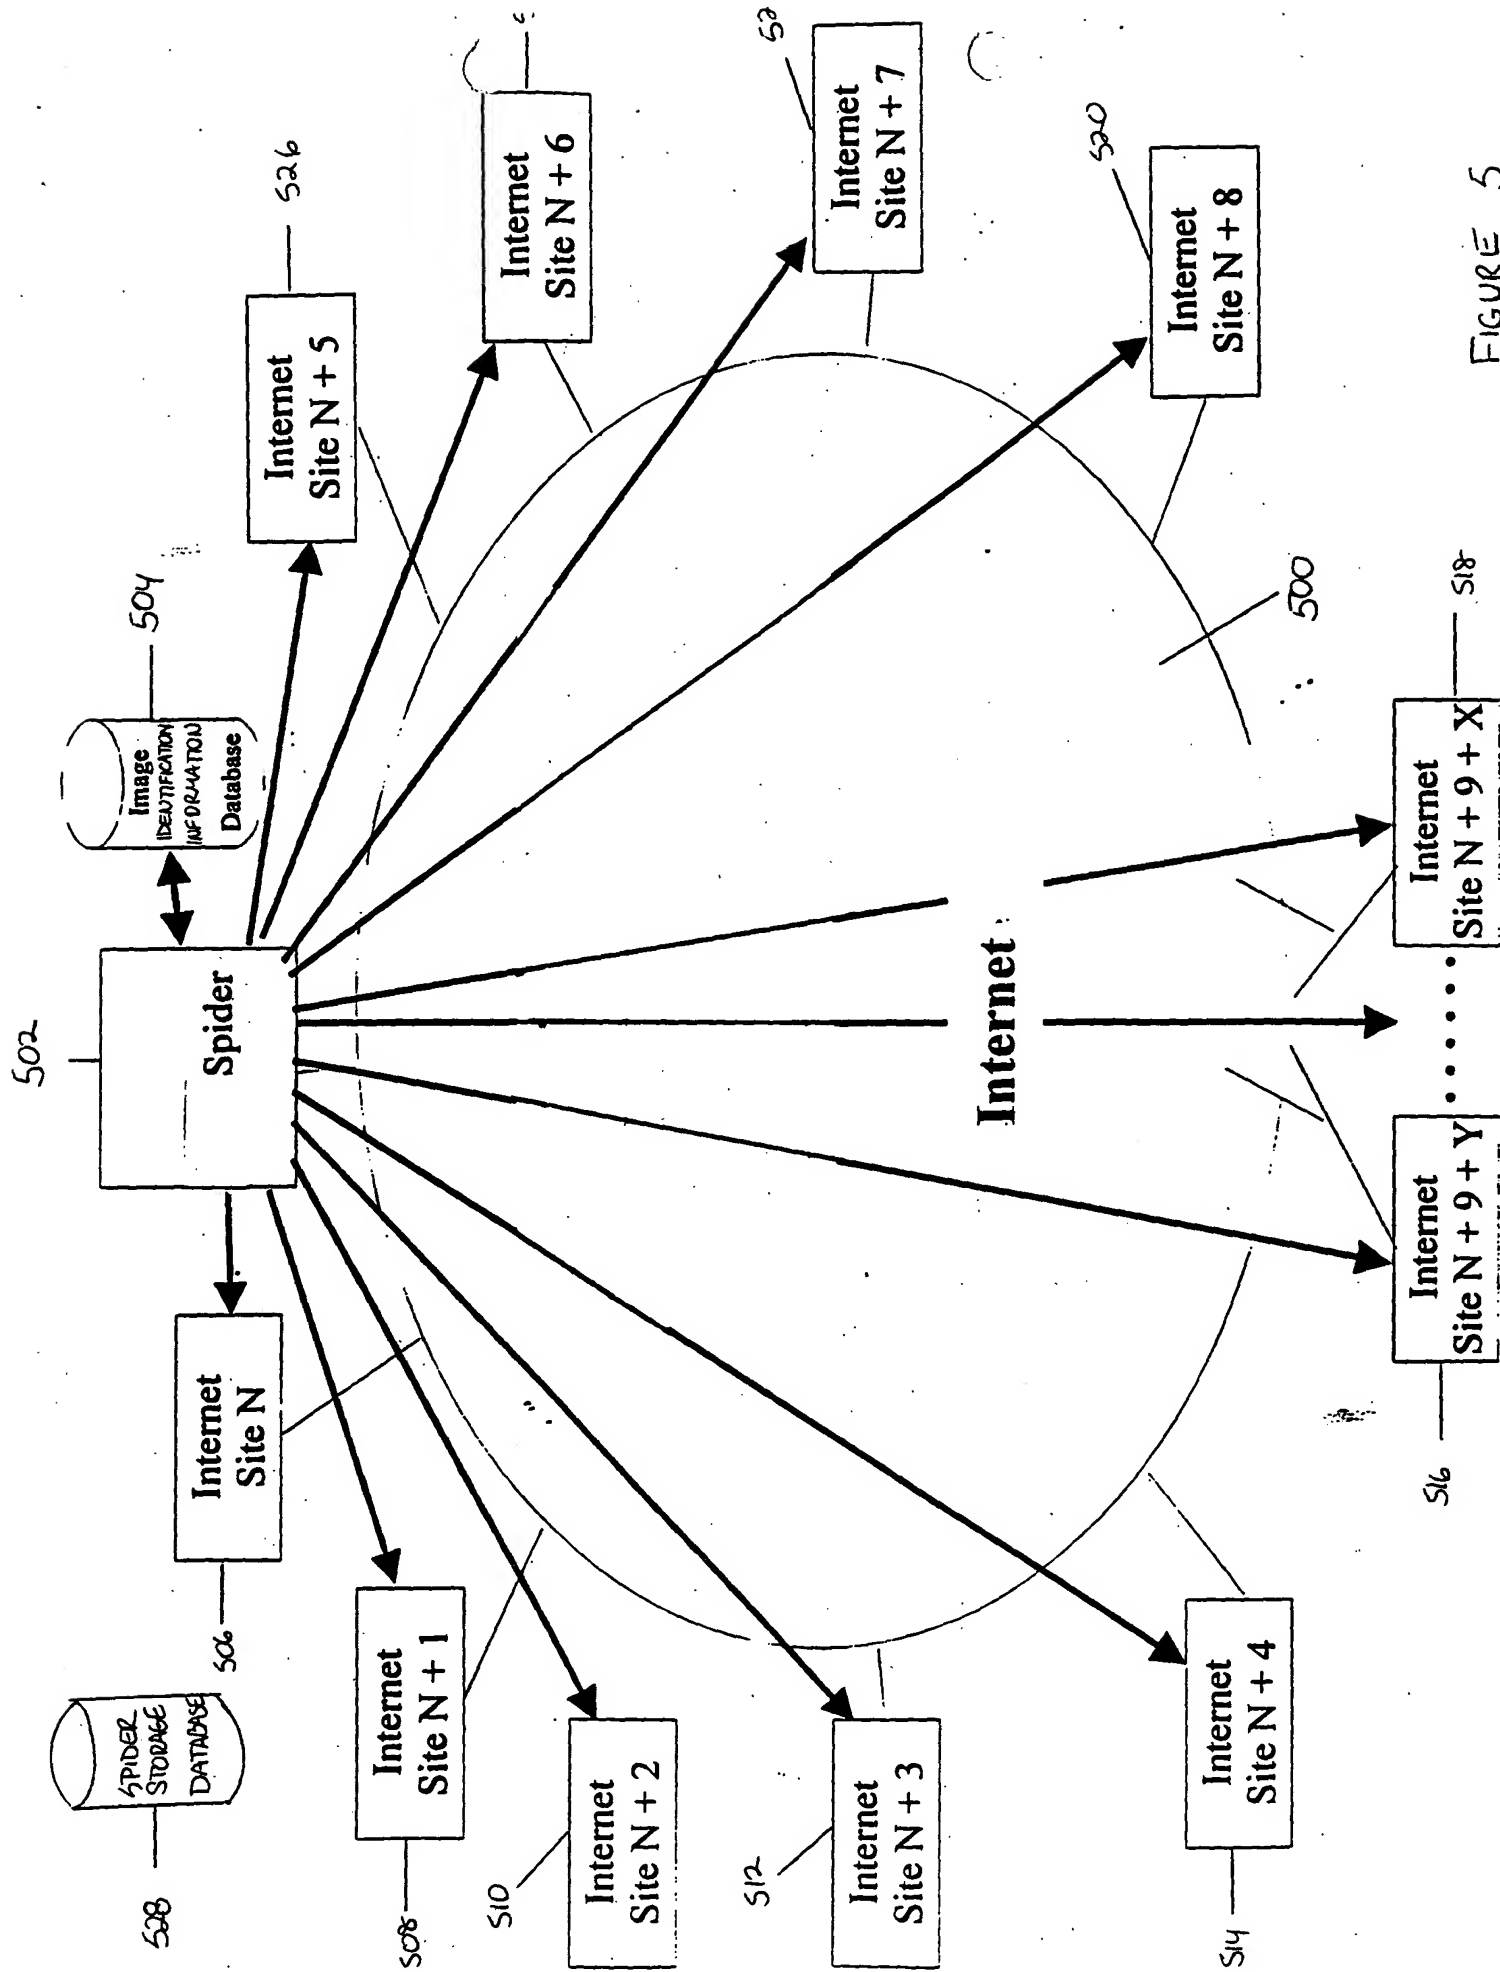 502
Spider
504
Image
IDENTIFICATION
INFORMATION
Database
528
SPIDER
STORAGE
DATABASE
506
Internet
Site N
508
Internet
Site N + 1
510
Internet
Site N + 2
512
Internet
Site N + 3
514
Internet
Site N + 4
526
Internet
Site N + 5
Internet
Site N + 6
52
Internet
Site N + 7
520
Internet
Site N + 8
Internet
500
516
Internet
Site N + 9 + Y
.......
518
Internet
Site N + 9 + X
FIGURE 5